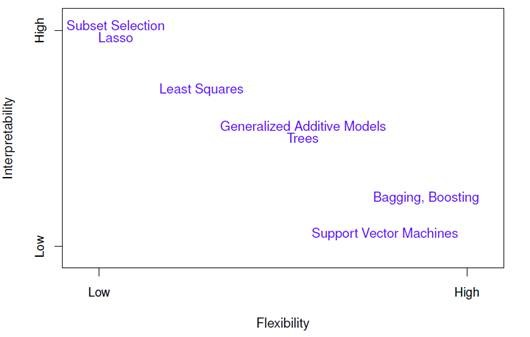 High
Subset Selection
Lasso
Least Squares
Generalized Additive Models
Trees
Interpretability
Bagging, Boosting
Support Vector Machines
Low
Low
High
Flexibility